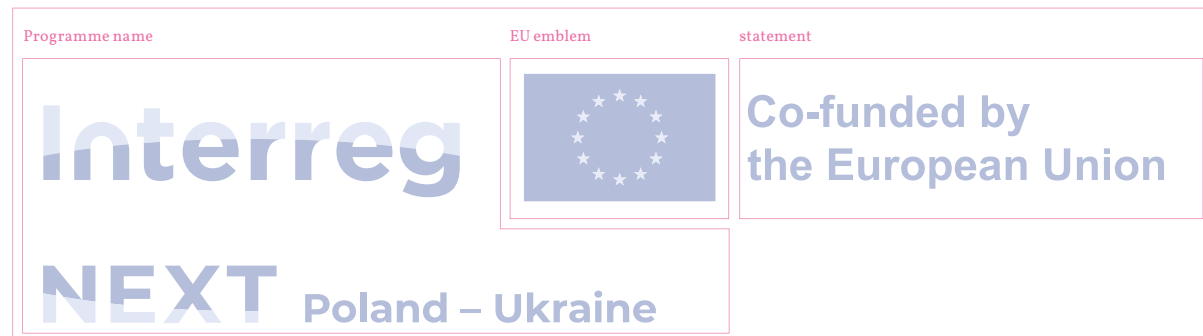 Programme name
EU emblem
statement
Interreg
Co-funded by
the European Union
NEXT Poland – Ukraine